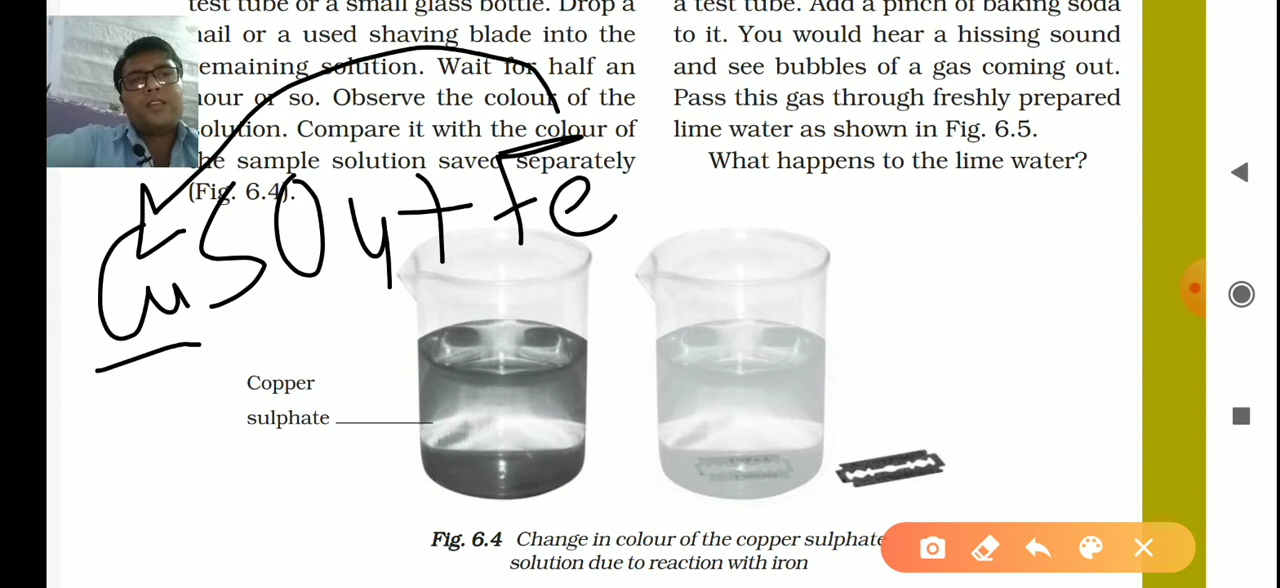 test tube or a small glass bottle. Drop a
nail or a used shaving blade into the
remaining solution. Wait for half an
hour or so. Observe the colour of the
solution. Compare it with the colour of
the sample solution saved separately
(Fig. 6.4).
a test tube. Add a pinch of baking soda
to it. You would hear a hissing sound
and see bubbles of a gas coming out.
Pass this gas through freshly prepared
lime water as shown in Fig. 6.5.
What happens to the lime water?
CuSO4+Fe
Copper
sulphate
Fig. 6.4 Change in colour of the copper sulphate
solution due to reaction with iron